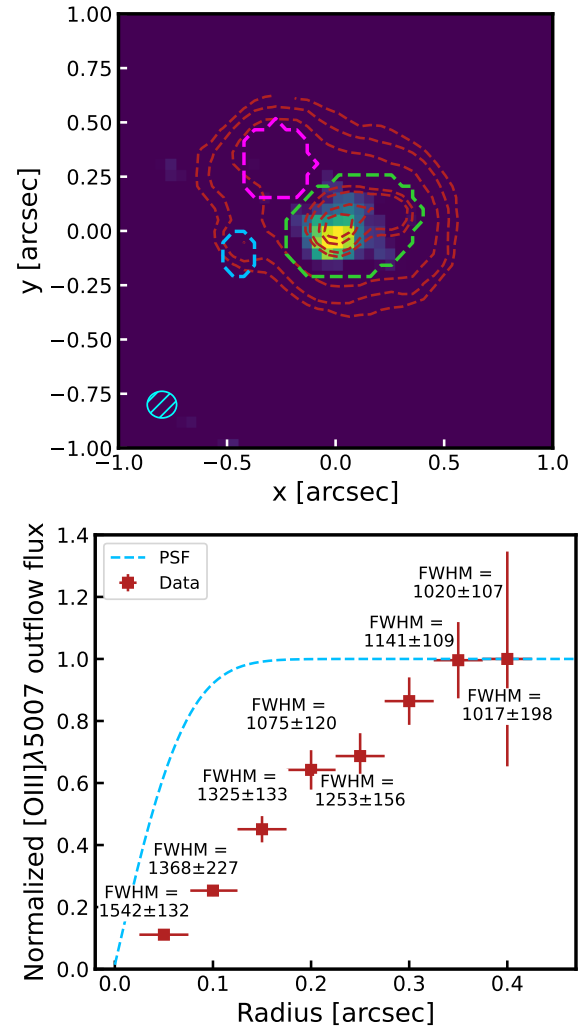 1.00
0.75
0.50
0.25
0.00
−0.25
−0.50
−0.75
−1.00
y [arcsec]
−1.0 −0.5 0.0 0.5 1.0
x [arcsec]
1.4
1.2
1.0
0.8
0.6
0.4
0.2
0.0
Normalized [OIII]λ5007 outflow flux
PSF
Data
FWHM =
1020±107
FWHM =
1141±109
FWHM =
1017±198
FWHM =
1075±120
FWHM =
1253±156
FWHM =
1325±133
FWHM =
1368±227
FWHM =
1542±132
0.0 0.1 0.2 0.3 0.4
Radius [arcsec]